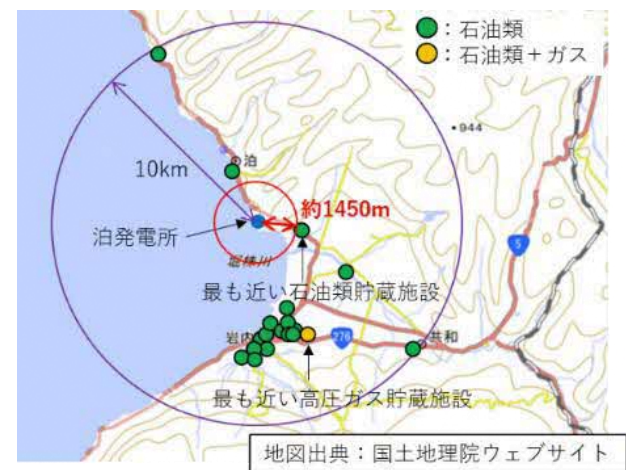 ●：石油類
●：石油類＋ガス
・944
泊
10km
約1450m
泊発電所
堀株川
5
最も近い石油類貯蔵施設
岩内
276
共和
最も近い高圧ガス貯蔵施設
地図出典：国土地理院ウェブサイト